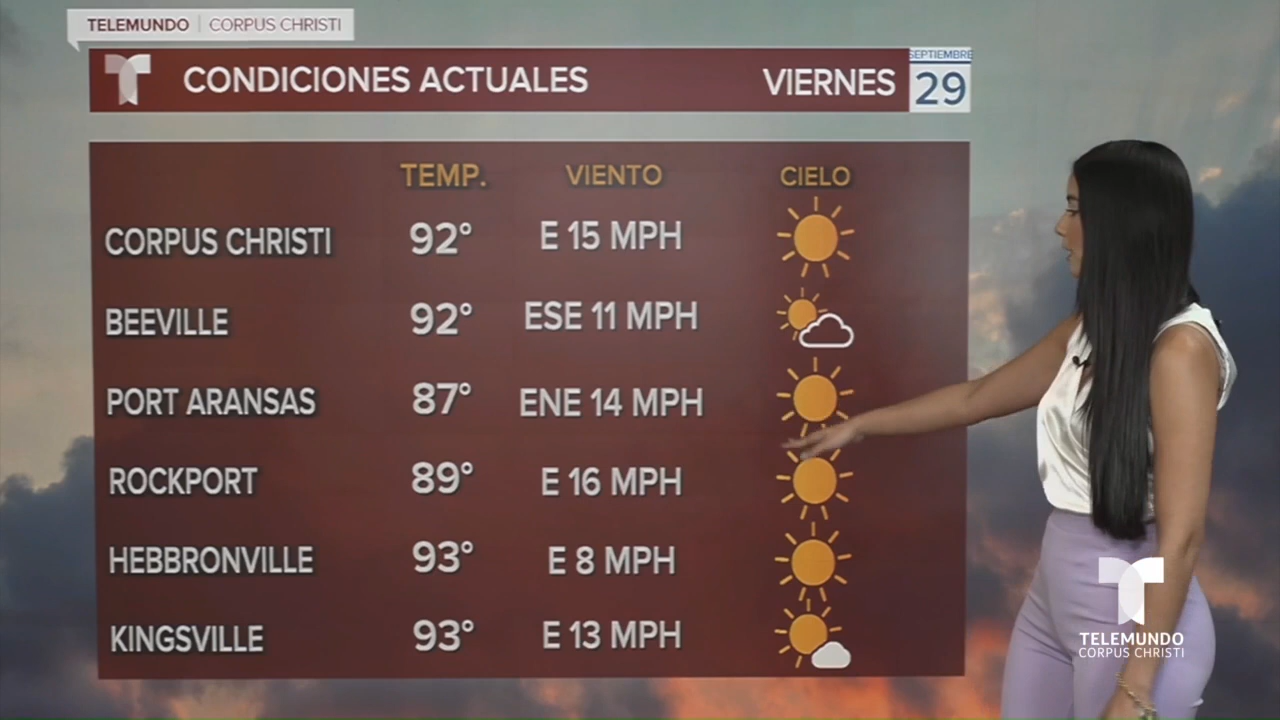 TELEMUNDO | CORPUS CHRISTI
CONDICIONES ACTUALES VIERNES SEPTIEMBRE 29
TEMP. VIENTO CIELO
CORPUS CHRISTI 92° E 15 MPH
BEEVILLE 92° ESE 11 MPH
PORT ARANSAS 87° ENE 14 MPH
ROCKPORT 89° E 16 MPH
HEBBRONVILLE 93° E 8 MPH
KINGSVILLE 93° E 13 MPH
TELEMUNDO
CORPUS CHRISTI